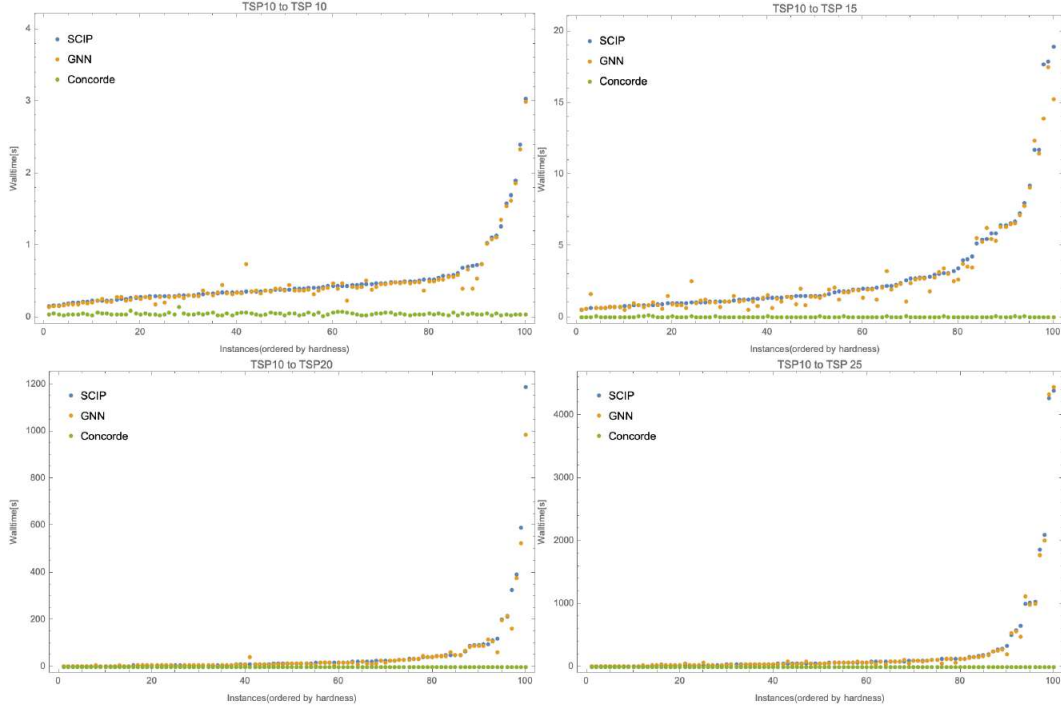 TSP10 to TSP 10
4
3
2
1
0
Walltime[s]
SCIP
GNN
Concorde
0
20
40
60
80
100
Instances(ordered by hardness)
TSP10 to TSP 15
20
15
10
5
0
Walltime[s]
SCIP
GNN
Concorde
0
20
40
60
80
100
Instances(ordered by hardness)
TSP10 to TSP20
1200
1000
800
600
400
200
0
Walltime[s]
SCIP
GNN
Concorde
0
20
40
60
80
100
Instances(ordered by hardness)
TSP10 to TSP 25
4000
3000
2000
1000
0
Walltime[s]
SCIP
GNN
Concorde
0
20
40
60
80
100
Instances(ordered by hardness)